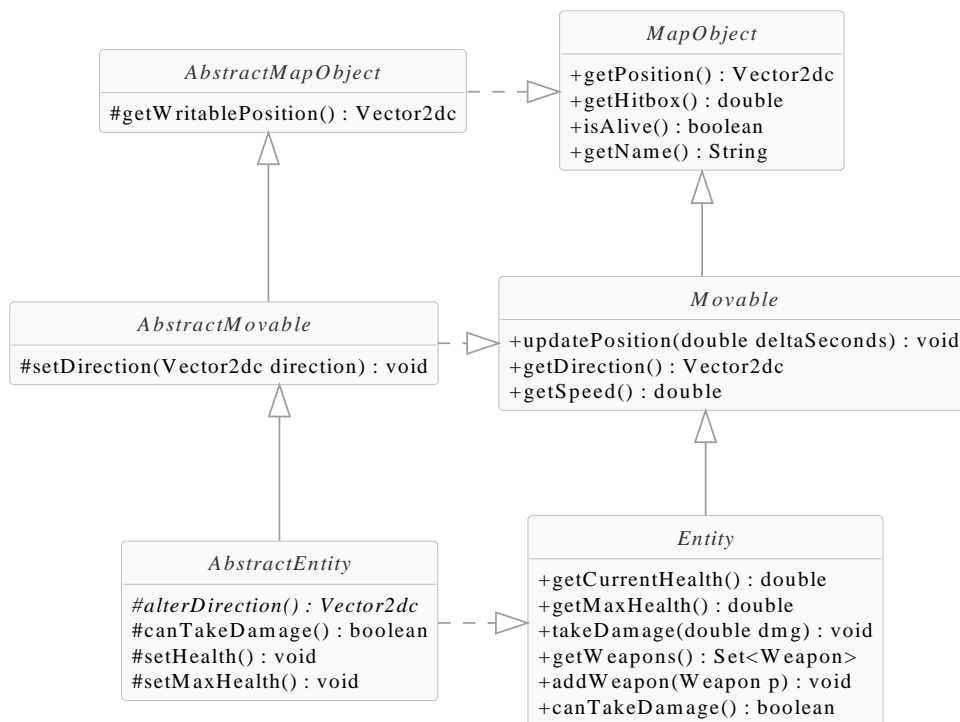 AbstractMapObject
#getWritablePosition() : Vector2dc
MapObject
+getPosition() : Vector2dc
+getHitbox() : double
+isAlive() : boolean
+getName() : String
AbstractMovable
#setDirection(Vector2dc direction) : void
Movable
+updatePosition(double deltaSeconds) : void
+getDirection() : Vector2dc
+getSpeed() : double
AbstractEntity
#alterDirection() : Vector2dc
#canTakeDamage() : boolean
#setHealth() : void
#setMaxHealth() : void
Entity
+getCurrentHealth() : double
+getMaxHealth() : double
+takeDamage(double dmg) : void
+getWeapons() : Set<Weapon>
+addWeapon(Weapon p) : void
+canTakeDamage() : boolean